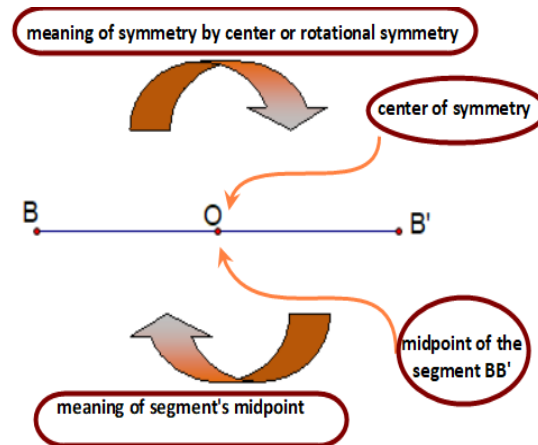 meaning of symmetry by center or rotational symmetry
center of symmetry
B
O
B'
midpoint of the
segment BB'
meaning of segment's midpoint